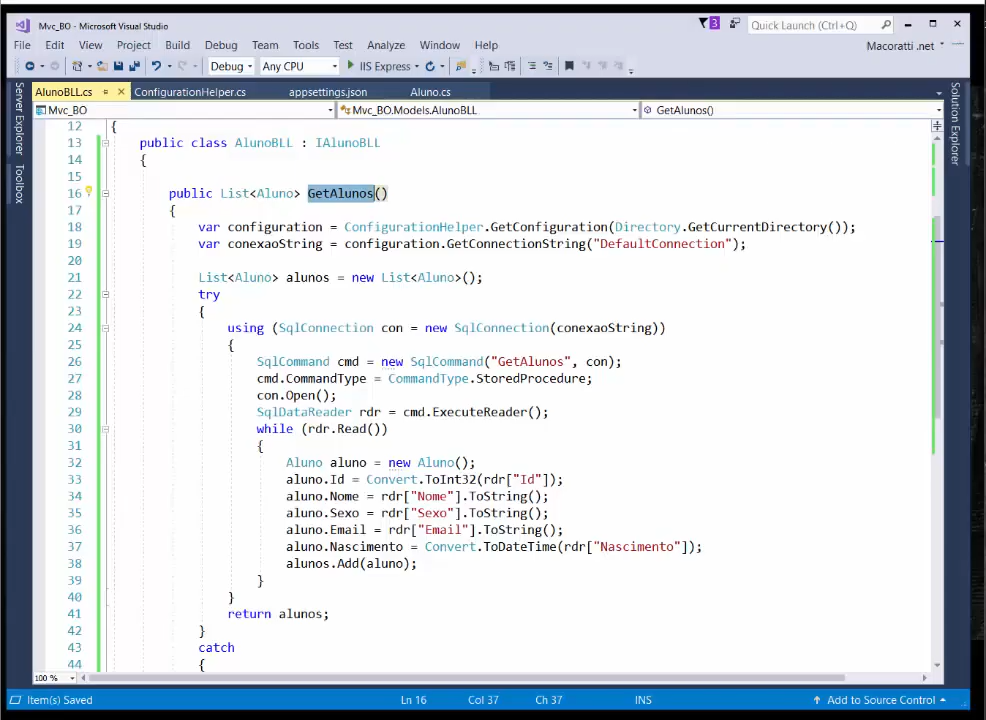 Mvc_BO - Microsoft Visual Studio
3
Quick Launch (Ctrl+Q)
File Edit View Project Build Debug Team Tools Test Analyze Window Help
Macoratti .net
Debug Any CPU IIS Express
AlunoBLL.cs ConfigurationHelper.cs appsettings.json Aluno.cs
Mvc_BO Mvc_BO.Models.AlunoBLL GetAlunos()
Server Explorer
Toolbox
Solution Explorer
12 {
13 public class AlunoBLL : IAlunoBLL
14 {
15
16 public List<Aluno> GetAlunos()
17 {
18 var configuration = ConfigurationHelper.GetConfiguration(Directory.GetCurrentDirectory());
19 var conexaoString = configuration.GetConnectionString("DefaultConnection");
20
21 List<Aluno> alunos = new List<Aluno>();
22 try
23 {
24 using (SqlConnection con = new SqlConnection(conexaoString))
25 {
26 SqlCommand cmd = new SqlCommand("GetAlunos", con);
27 cmd.CommandType = CommandType.StoredProcedure;
28 con.Open();
29 SqlDataReader rdr = cmd.ExecuteReader();
30 while (rdr.Read())
31 {
32 Aluno aluno = new Aluno();
33 aluno.Id = Convert.ToInt32(rdr["Id"]);
34 aluno.Nome = rdr["Nome"].ToString();
35 aluno.Sexo = rdr["Sexo"].ToString();
36 aluno.Email = rdr["Email"].ToString();
37 aluno.Nascimento = Convert.ToDateTime(rdr["Nascimento"]);
38 alunos.Add(aluno);
39 }
40 }
41 return alunos;
42 }
43 catch
44 {
100 %
Item(s) Saved Ln 16 Col 37 Ch 37 INS Add to Source Control